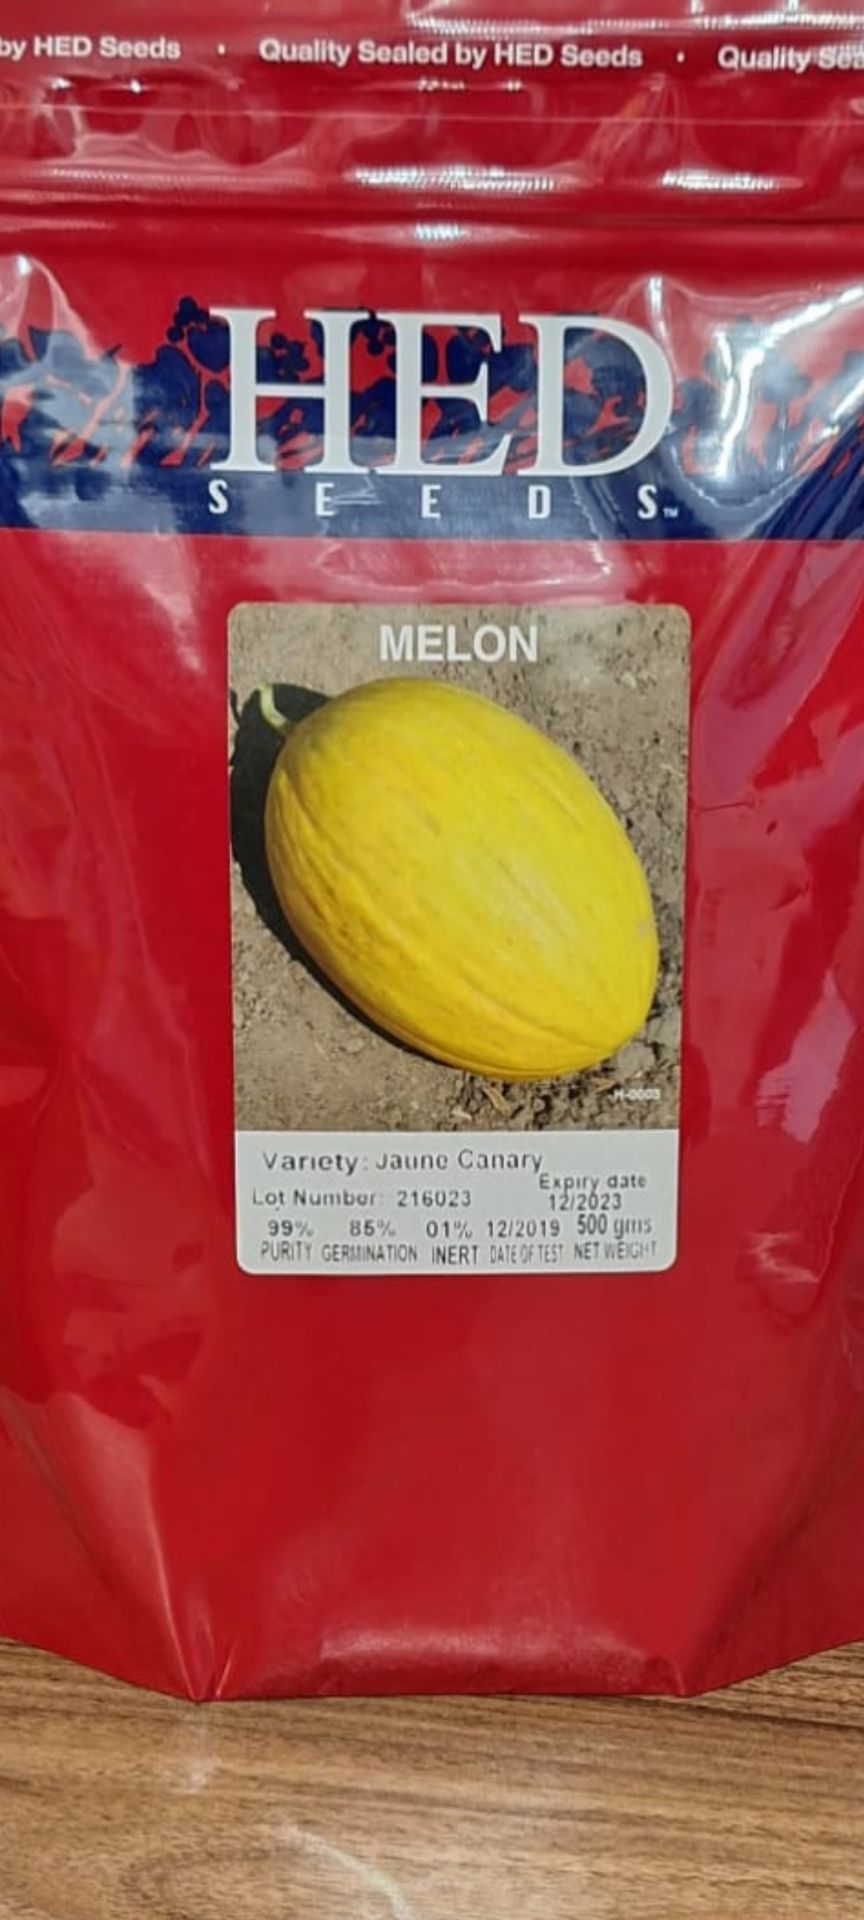 by HED Seeds • Quality Sealed by HED Seeds • Quality Sea
HED
SEEDS™
MELON
H-0003
Variety: Jaune Canary
Expiry date
Lot Number: 216023 12/2023
99% 85% 01% 12/2019 500 gms
PURITY GERMINATION INERT DATE OF TEST NET WEIGHT